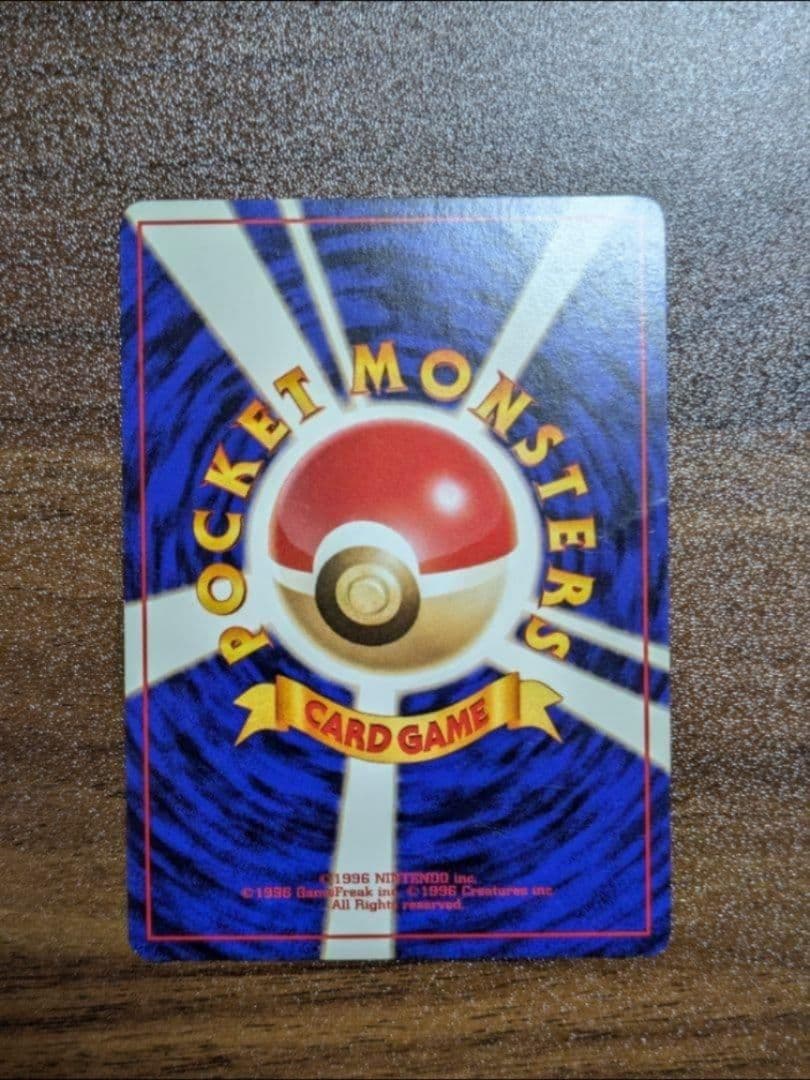 POCKET MONSTERS
CARD GAME
©1996 NINTENDO inc.
©1996 GameFreak inc. ©1996 Creatures inc.
All Rights reserved.